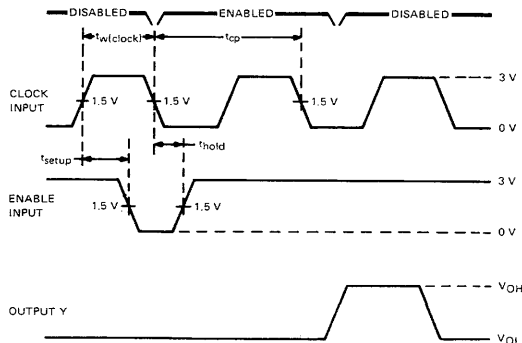 DISABLED ENABLED DISABLED
tw(clock) tcp
CLOCK INPUT
1.5 V 1.5 V 1.5 V
3 V
0 V
tsetup thold
ENABLE INPUT
1.5 V 1.5 V
3 V
0 V
OUTPUT Y
VOH